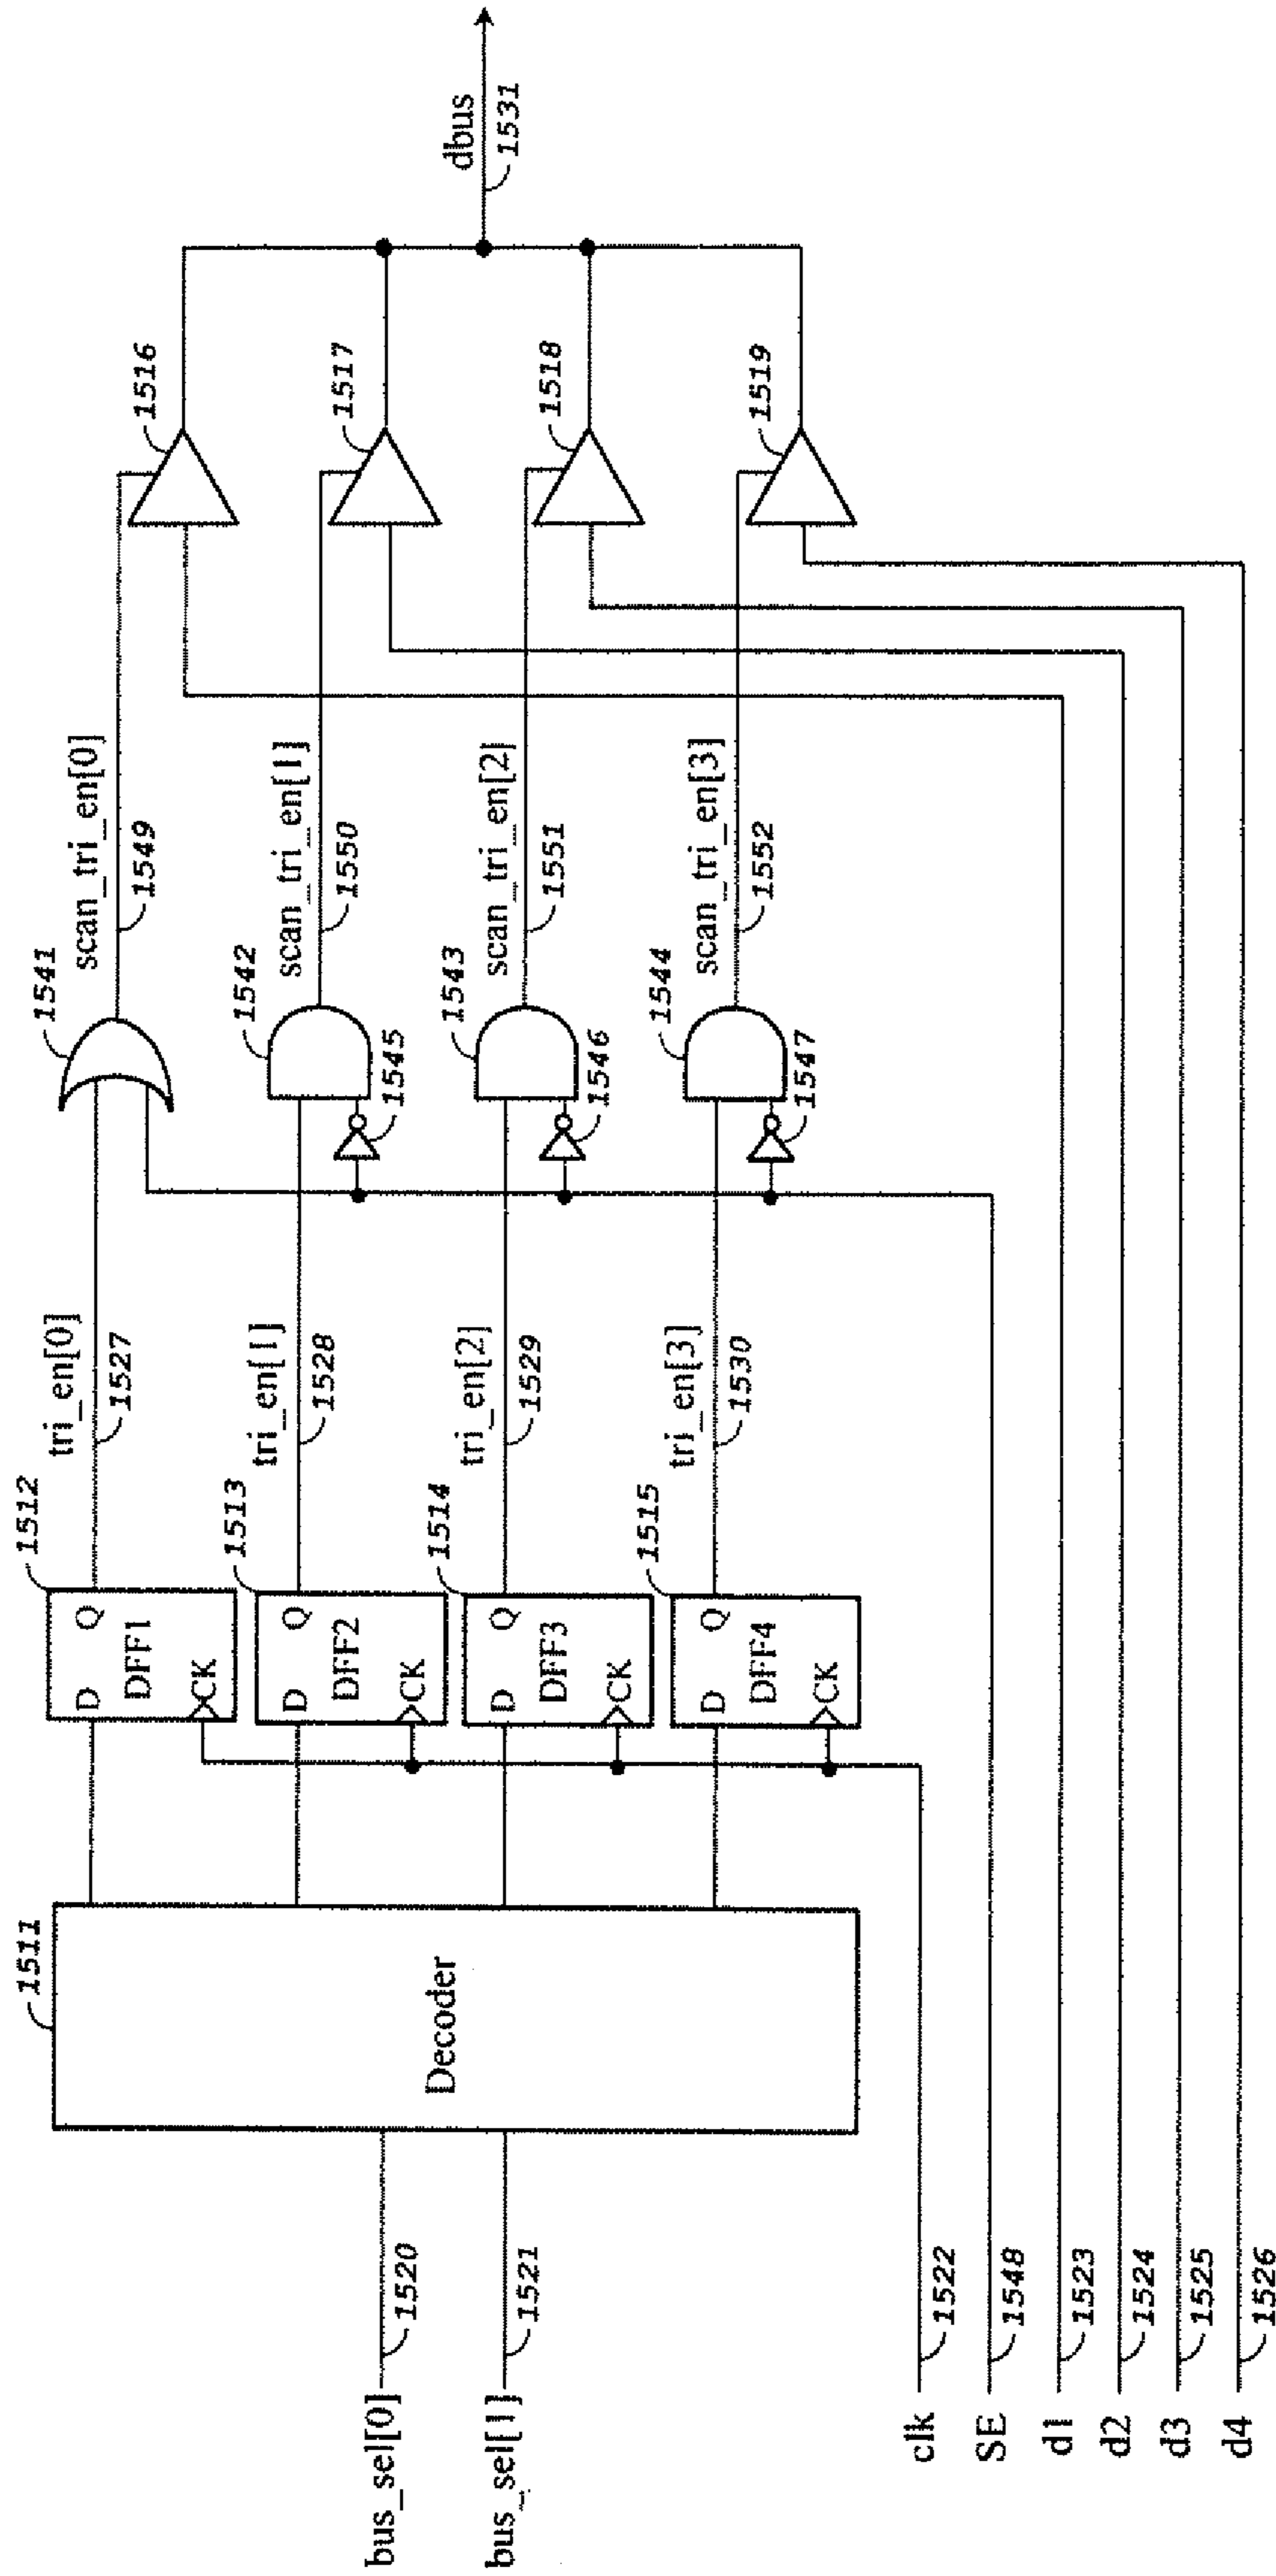 1511
Decoder
bus_sel[0]
1520
bus_sel[1]
1521
1512
D Q
DFF1
CK
1513
D Q
DFF2
CK
1514
D Q
DFF3
CK
1515
D Q
DFF4
CK
tri_en[0]
1527
tri_en[1]
1528
tri_en[2]
1529
tri_en[3]
1530
1541
1542
1545
1543
1546
1544
1547
scan_tri_en[0]
1549
scan_tri_en[1]
1550
scan_tri_en[2]
1551
scan_tri_en[3]
1552
1516
1517
1518
1519
dbus
1531
clk 1522
SE 1548
d1 1523
d2 1524
d3 1525
d4 1526